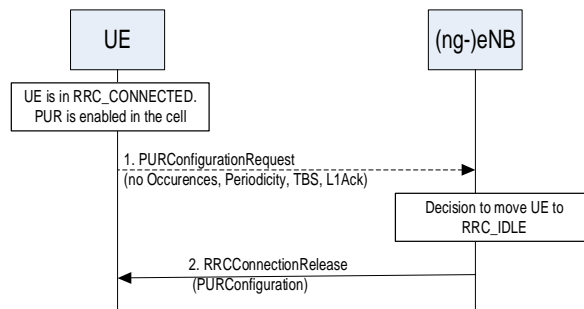 UE
(ng-)eNB
UE is in RRC_CONNECTED.
PUR is enabled in the cell
1. PURConfigurationRequest
(no Occurences, Periodicity, TBS, L1Ack)
Decision to move UE to
RRC_IDLE
2. RRCConnectionRelease
(PURConfiguration)